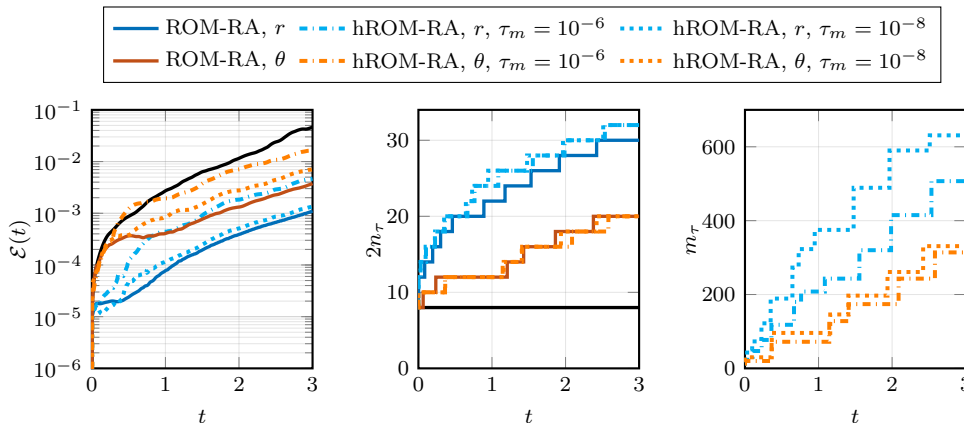 ROM-RA, r hROM-RA, r, τm = 10⁻⁶ hROM-RA, r, τm = 10⁻⁸
ROM-RA, θ hROM-RA, θ, τm = 10⁻⁶ hROM-RA, θ, τm = 10⁻⁸
ℰ(t)
10⁻¹
10⁻²
10⁻³
10⁻⁴
10⁻⁵
10⁻⁶
0 1 2 3
t
2nτ
30
20
10
0
0 1 2 3
t
mτ
600
400
200
0
0 1 2 3
t